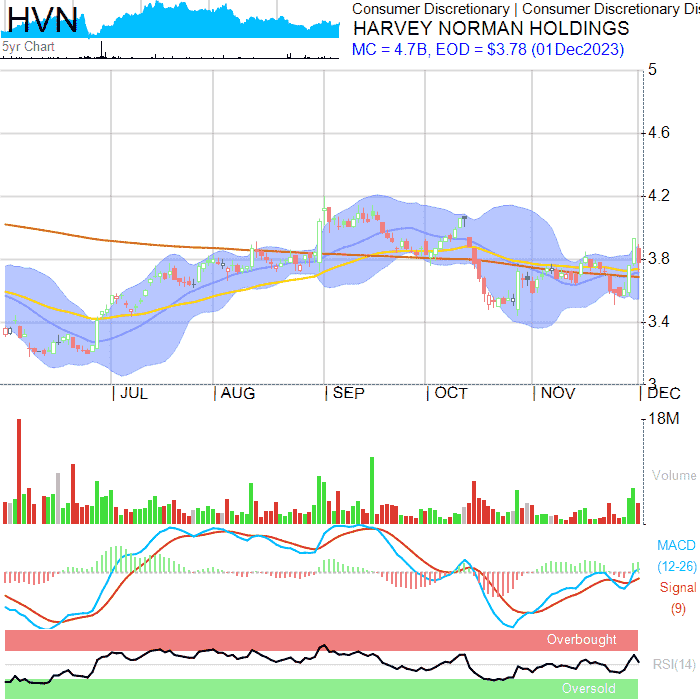 HVN
5yr Chart
Consumer Discretionary | Consumer Discretionary Dis
HARVEY NORMAN HOLDINGS
MC = 4.7B, EOD = $3.78 (01Dec2023)
5
4.6
4.2
3.8
3.4
3
| JUL | AUG | SEP | OCT | NOV | DEC
18M
Volume
MACD
(12-26)
Signal
(9)
Overbought
RSI(14)
Oversold